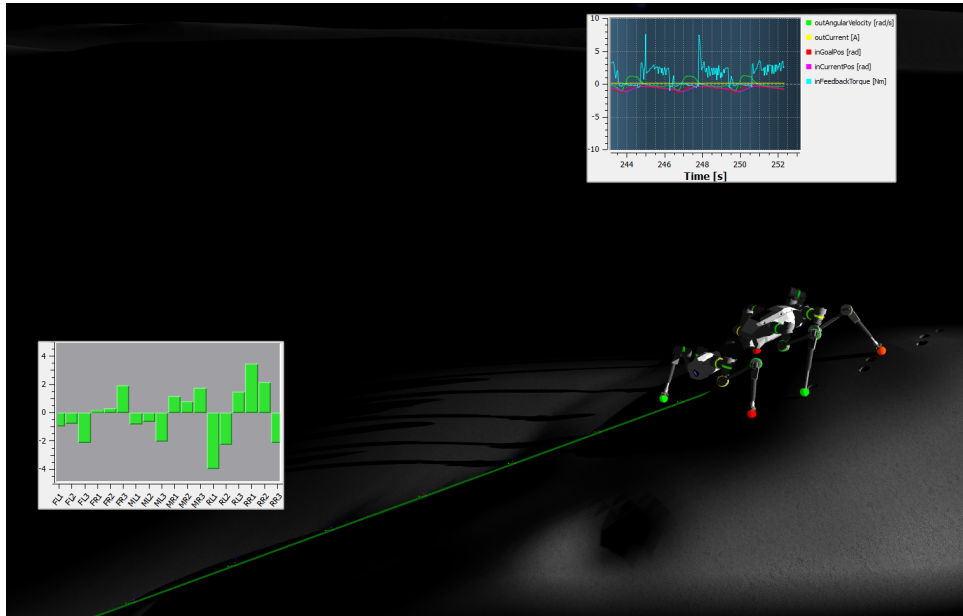 10
5
0
-5
-10
244 246 248 250 252
Time [s]
outAngularVelocity [rad/s]
outCurrent [A]
inGoalPos [rad]
inCurrentPos [rad]
inFeedbackTorque [Nm]
4
2
0
-2
-4
FL1 FL2 FL3 FR1 FR2 FR3 ML1 ML2 ML3 MR1 MR2 MR3 RL1 RL2 RL3 RR1 RR2 RR3